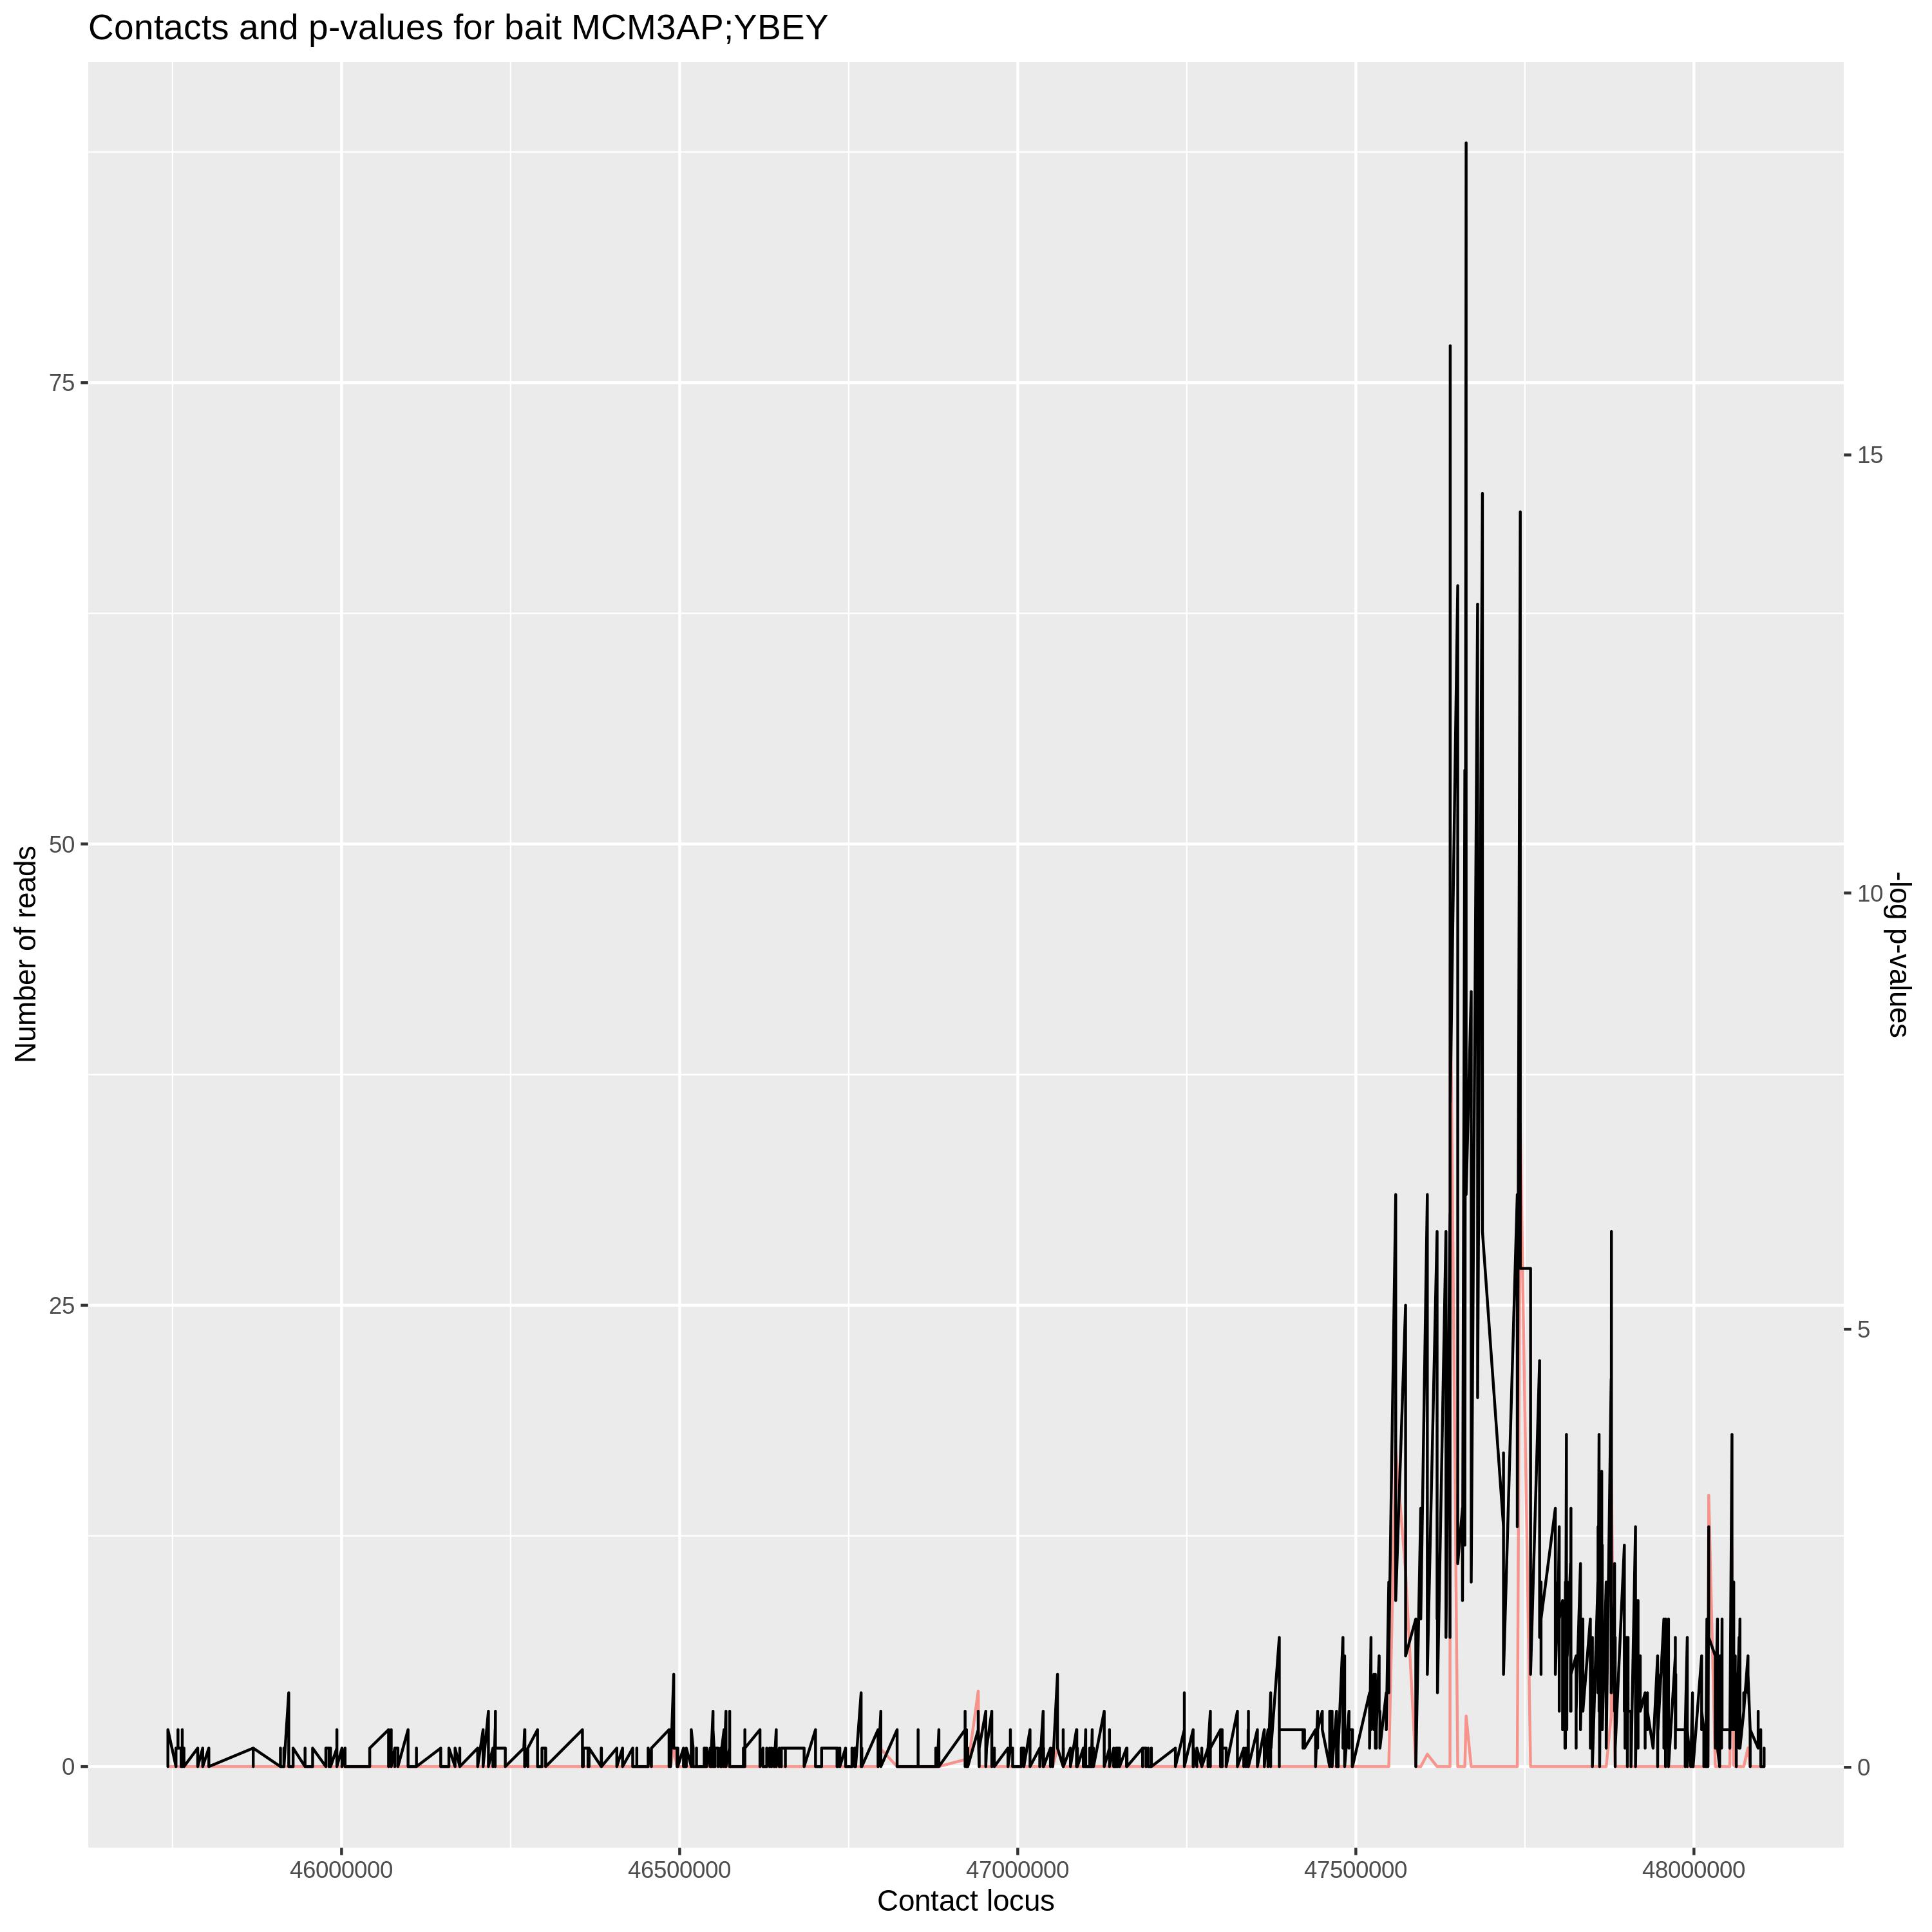 Contacts and p-values for bait MCM3AP;YBEY
75
50
25
0
Number of reads
15
10
5
0
-log p-values
46000000 46500000 47000000 47500000 48000000
Contact locus